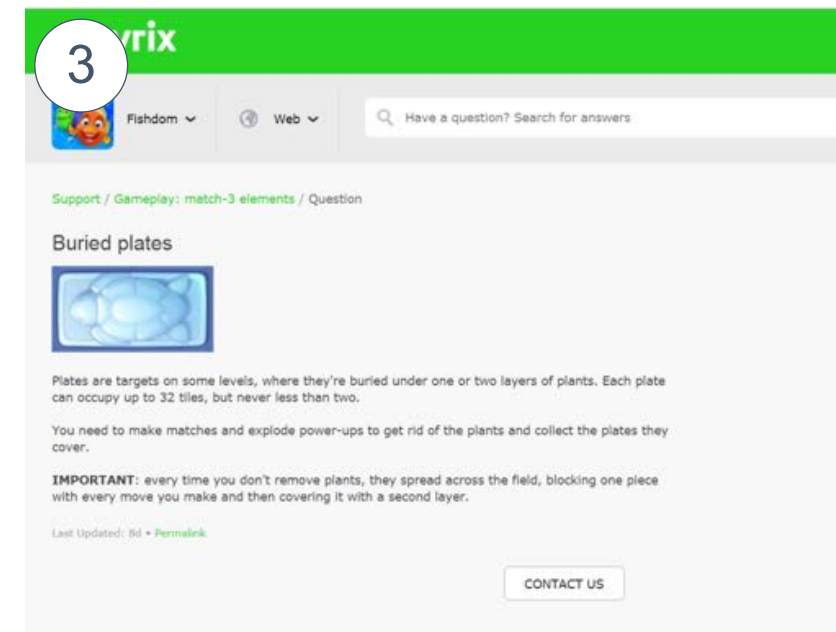 3
yrix
Fishdom
Web
Have a question? Search for answers
Support / Gameplay: match-3 elements / Question
Buried plates
Plates are targets on some levels, where they're buried under one or two layers of plants. Each plate
can occupy up to 32 tiles, but never less than two.
You need to make matches and explode power-ups to get rid of the plants and collect the plates they
cover.
IMPORTANT: every time you don't remove plants, they spread across the field, blocking one piece
with every move you make and then covering it with a second layer.
Last Updated: 8d • Permalink
CONTACT US